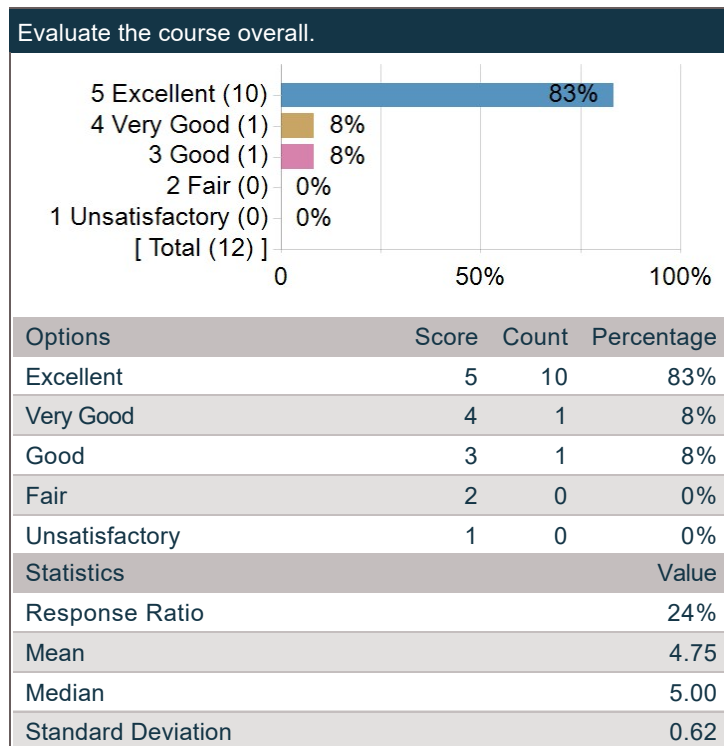 Evaluate the course overall.
5 Excellent (10) 83%
4 Very Good (1) 8%
3 Good (1) 8%
2 Fair (0) 0%
1 Unsatisfactory (0) 0%
[ Total (12) ]
0 50% 100%
Options Score Count Percentage
Excellent 5 10 83%
Very Good 4 1 8%
Good 3 1 8%
Fair 2 0 0%
Unsatisfactory 1 0 0%
Statistics Value
Response Ratio 24%
Mean 4.75
Median 5.00
Standard Deviation 0.62